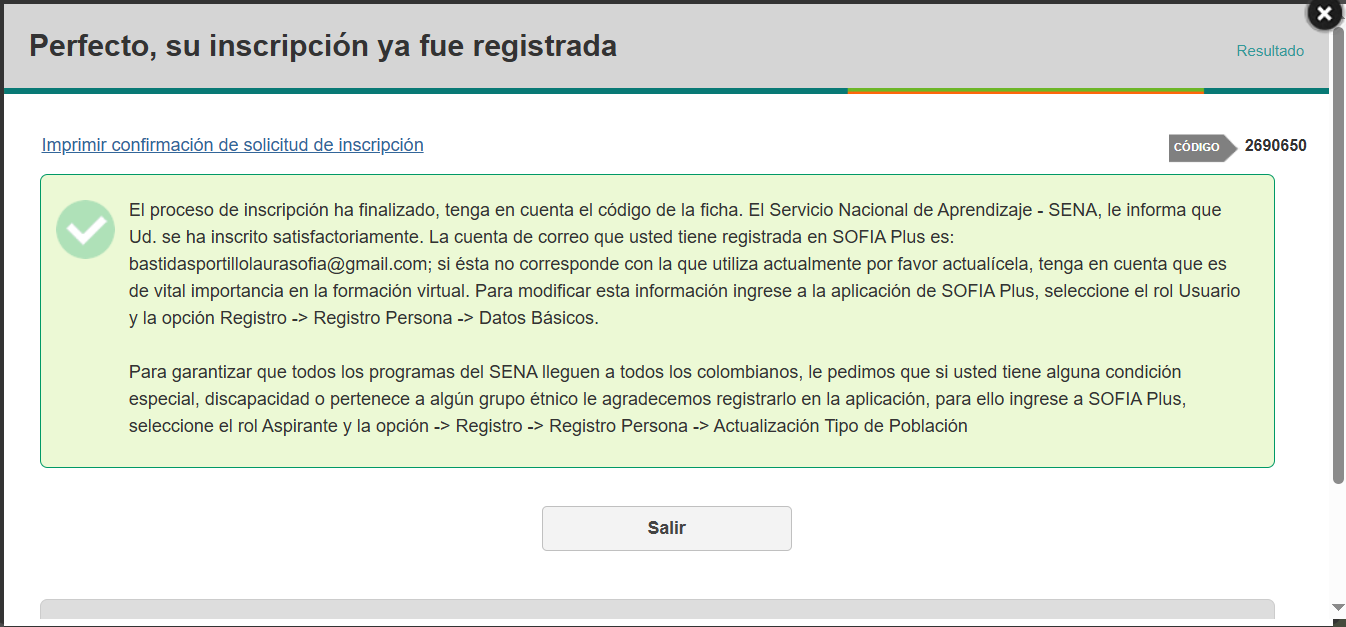 Perfecto, su inscripción ya fue registrada
Resultado
Imprimir confirmación de solicitud de inscripción
CÓDIGO 2690650
El proceso de inscripción ha finalizado, tenga en cuenta el código de la ficha. El Servicio Nacional de Aprendizaje - SENA, le informa que
Ud. se ha inscrito satisfactoriamente. La cuenta de correo que usted tiene registrada en SOFIA Plus es:
bastidasportillolaurasofia@gmail.com; si ésta no corresponde con la que utiliza actualmente por favor actualícela, tenga en cuenta que es
de vital importancia en la formación virtual. Para modificar esta información ingrese a la aplicación de SOFIA Plus, seleccione el rol Usuario
y la opción Registro -> Registro Persona -> Datos Básicos.
Para garantizar que todos los programas del SENA lleguen a todos los colombianos, le pedimos que si usted tiene alguna condición
especial, discapacidad o pertenece a algún grupo étnico le agradecemos registrarlo en la aplicación, para ello ingrese a SOFIA Plus,
seleccione el rol Aspirante y la opción -> Registro -> Registro Persona -> Actualización Tipo de Población
Salir